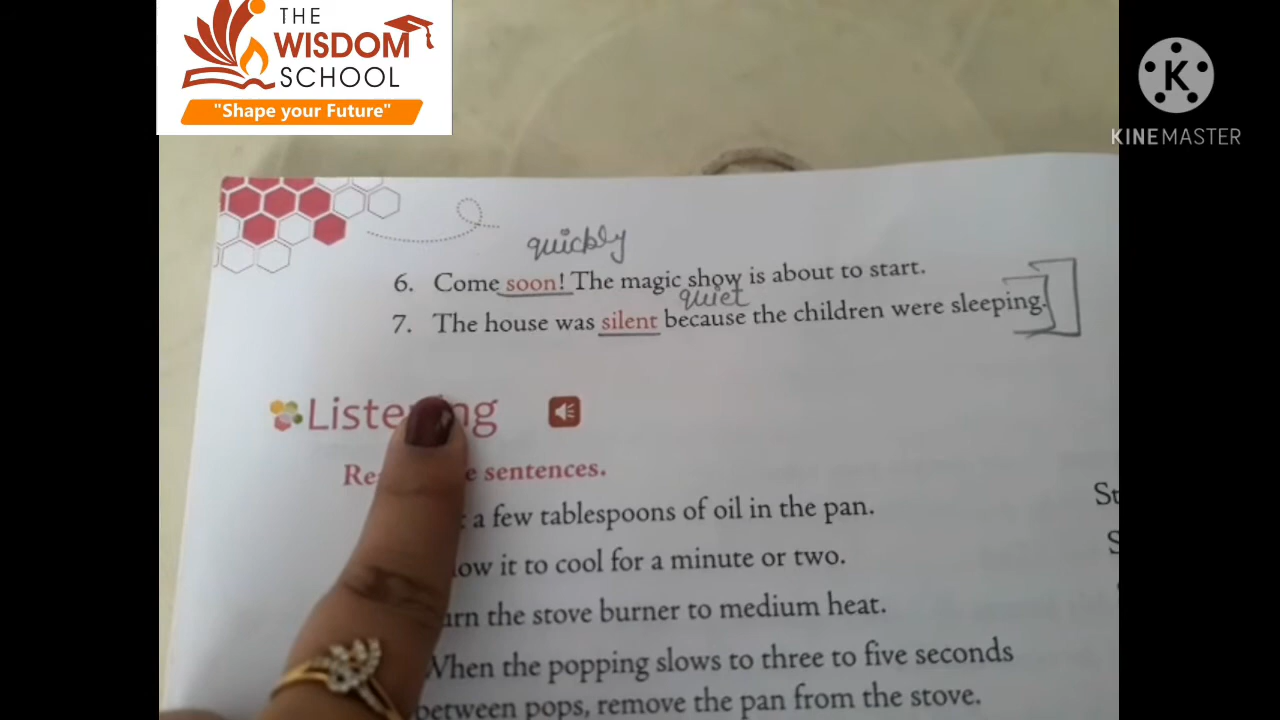 THE
WISDOM
SCHOOL
"Shape your Future"
K
KINEMASTER
quickly
6. Come soon! The magic show is about to start.
quiet
7. The house was silent because the children were sleeping.
Listening
sentences.
a few tablespoons of oil in the pan.
it to cool for a minute or two.
the stove burner to medium heat.
When the popping slows to three to five seconds
between pops, remove the pan from the stove.